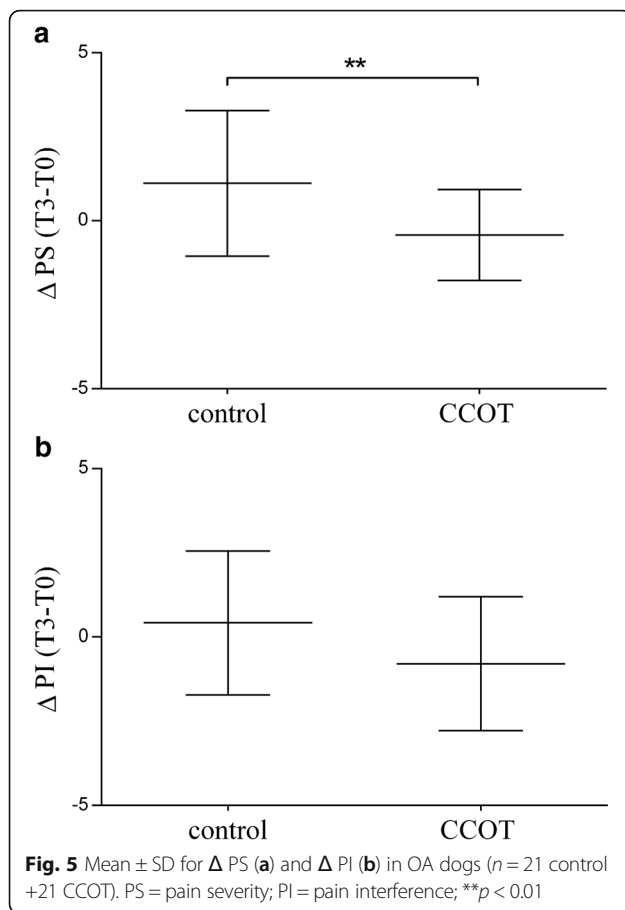 a
5
**
Δ PS (T3-T0)
0
-5
control CCOT
b
5
Δ PI (T3-T0)
0
-5
control CCOT
Fig. 5 Mean ± SD for Δ PS (a) and Δ PI (b) in OA dogs (n = 21 control
+21 CCOT). PS = pain severity; PI = pain interference; **p < 0.01